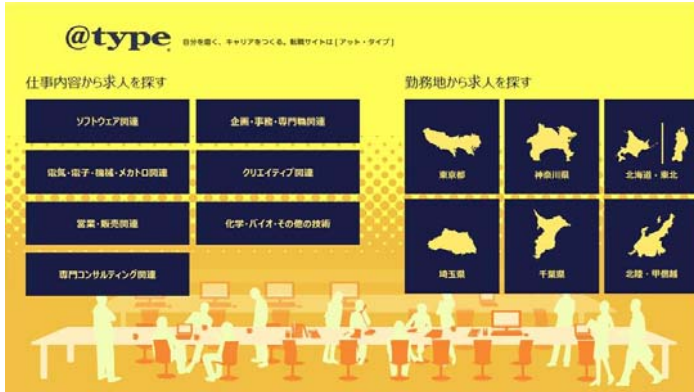 @type
自分を磨く、キャリアをつくる。転職サイトは [ アット・タイプ ]
仕事内容から求人を探す
ソフトウェア関連
企画・事務・専門職関連
電気・電子・機械・メカトロ関連
クリエイティブ関連
営業・販売関連
化学・バイオ・その他の技術
専門コンサルティング関連
勤務地から求人を探す
東京都
神奈川県
北海道・東北
埼玉県
千葉県
北陸・甲信越